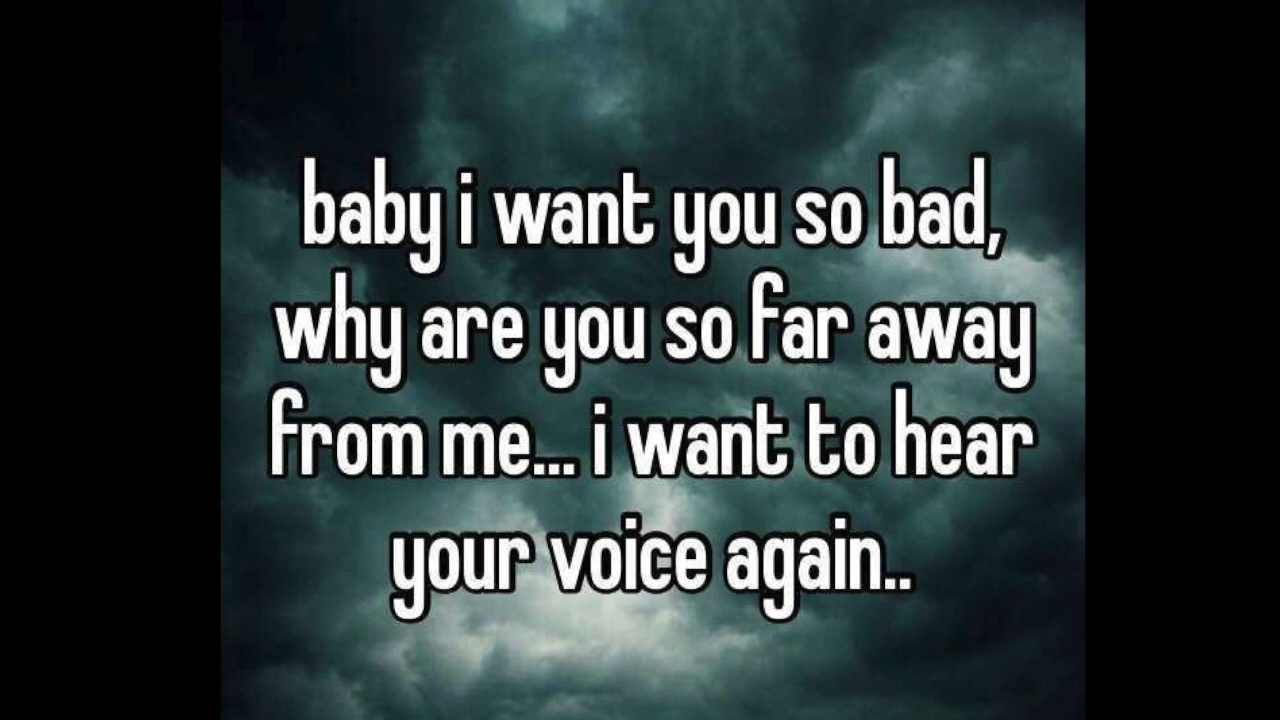 baby i want you so bad,
why are you so far away
from me... i want to hear
your voice again..